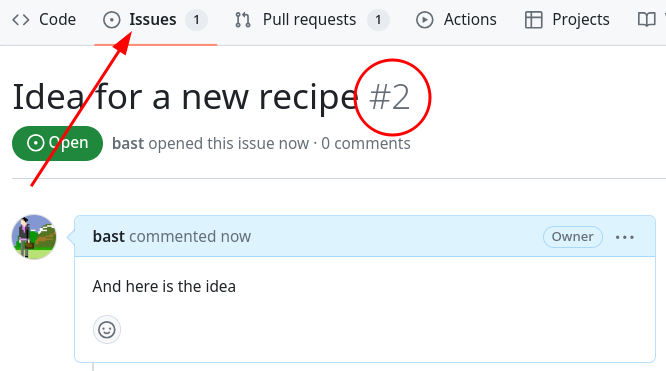 Code Issues 1 Pull requests 1 Actions Projects
Idea for a new recipe #2
Open bast opened this issue now · 0 comments
bast commented now Owner ...
And here is the idea